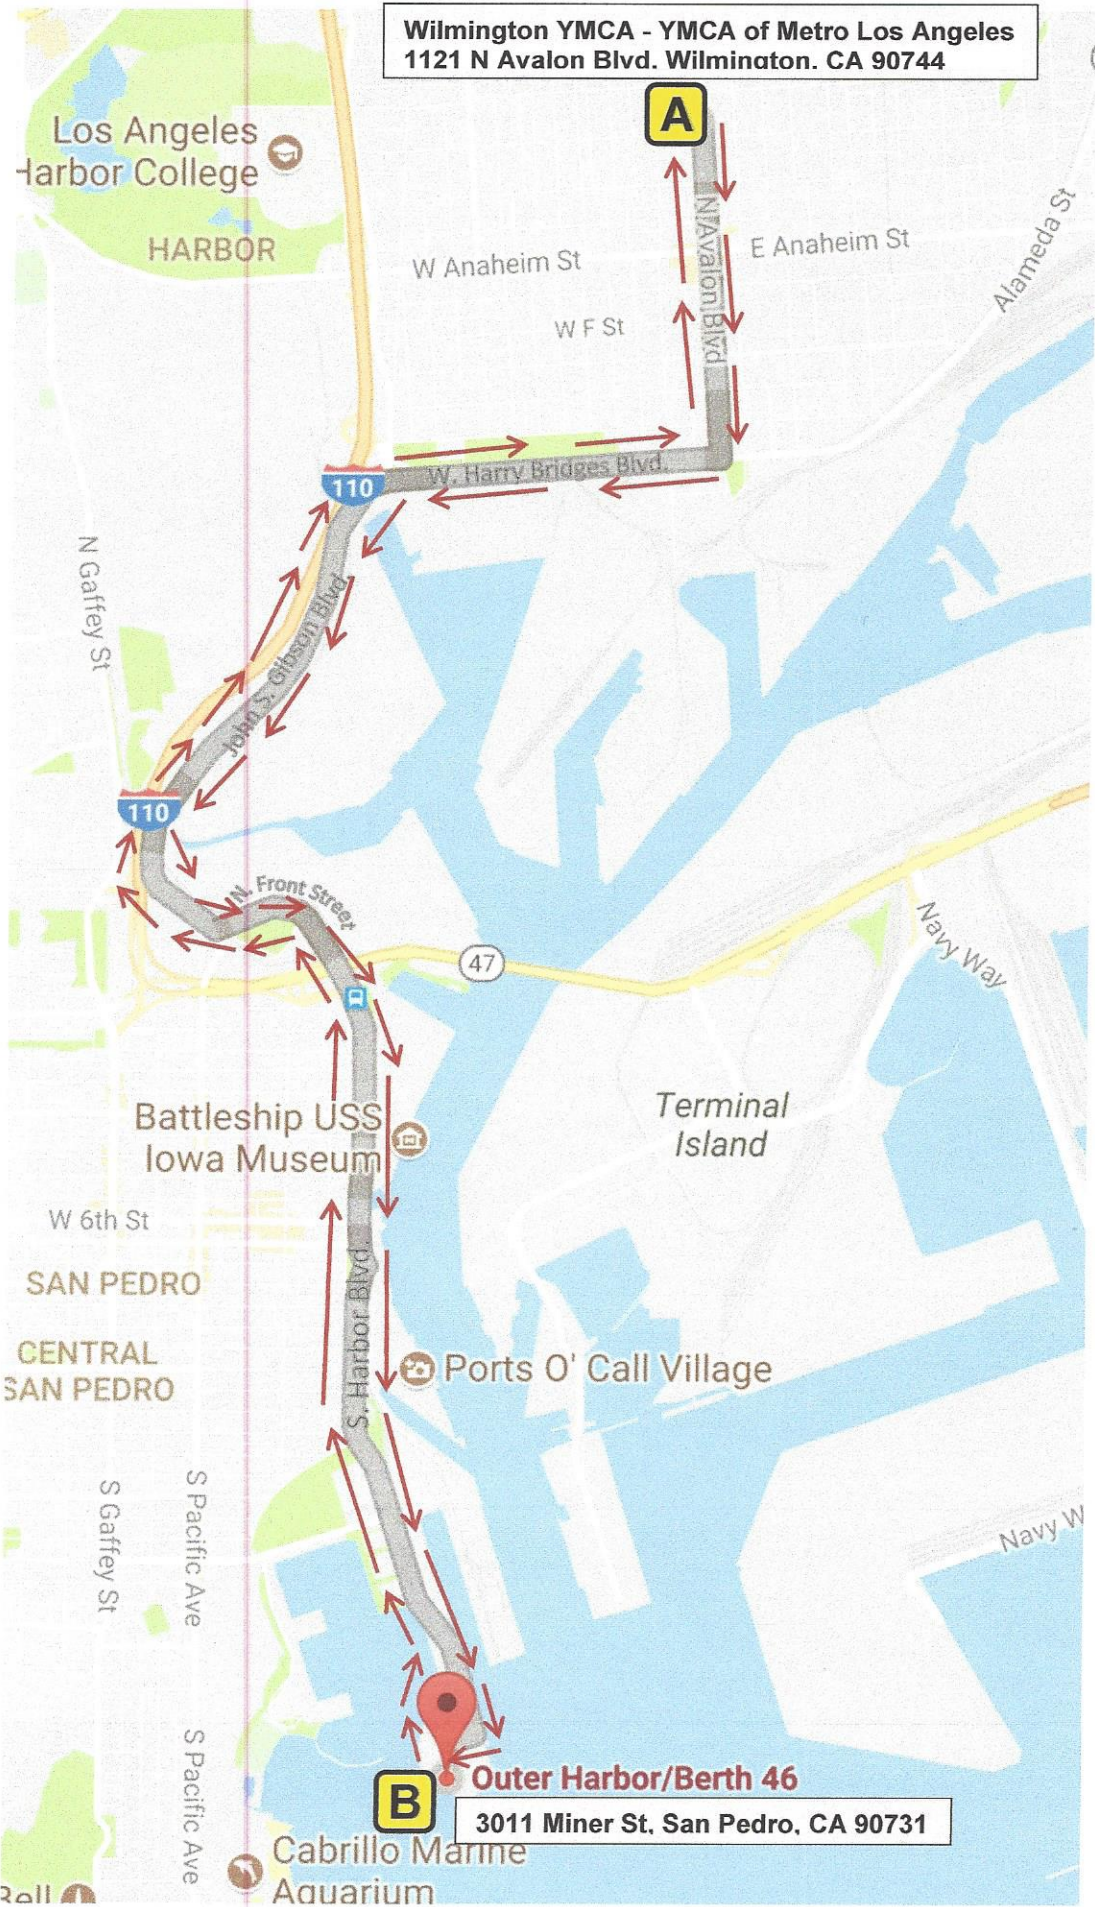 Wilmington YMCA - YMCA of Metro Los Angeles
1121 N Avalon Blvd. Wilmington. CA 90744
A
Los Angeles
Harbor College
HARBOR
W Anaheim St
E Anaheim St
N Avalon Blvd
Alameda St
W F St
W. Harry Bridges Blvd.
110
N Gaffey St
John S. Gibson Blvd
110
N. Front Street
47
Navy Way
Battleship USS
Iowa Museum
Terminal
Island
W 6th St
SAN PEDRO
S. Harbor Blvd.
CENTRAL
SAN PEDRO
Ports O' Call Village
S Gaffey St
S Pacific Ave
Navy W
S Pacific Ave
Outer Harbor/Berth 46
B
3011 Miner St, San Pedro, CA 90731
Cabrillo Marine
Aquarium
Bell